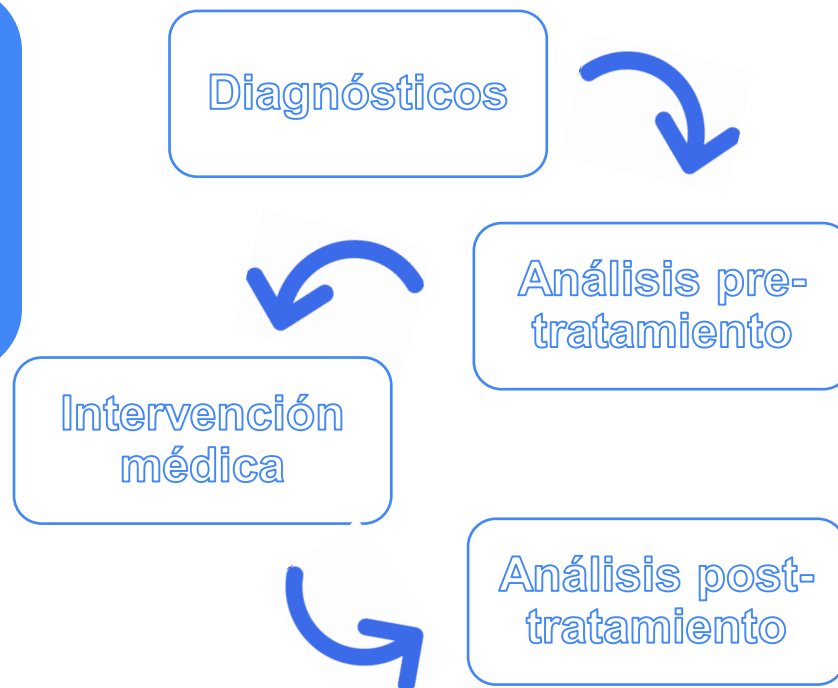 Diagnósticos
Análisis pre-
tratamiento
Intervención
médica
Análisis post-
tratamiento